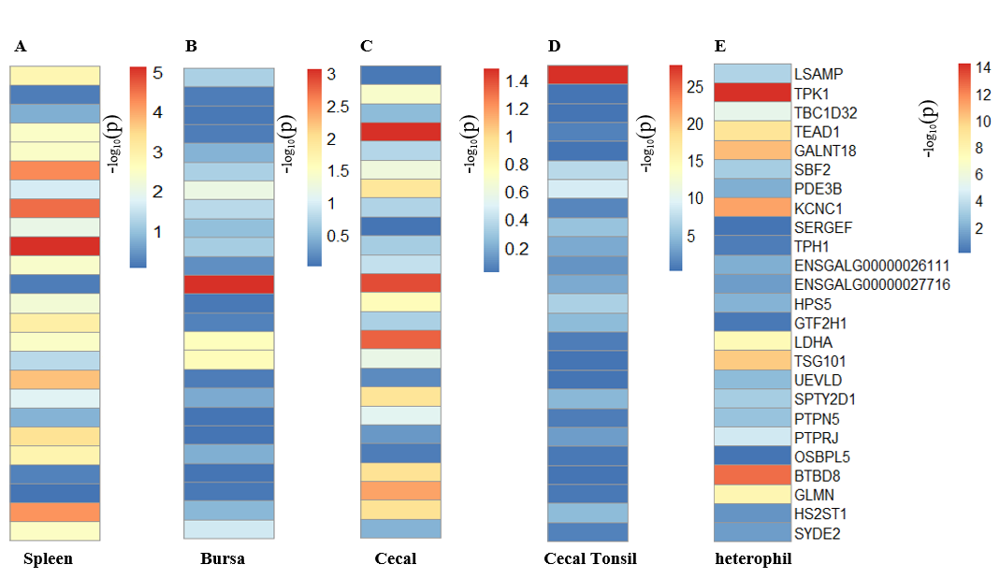 A
B
C
D
E
5
4
3
2
1
-log10(p)
3
2.5
2
1.5
1
0.5
-log10(p)
1.4
1.2
1
0.8
0.6
0.4
0.2
-log10(p)
25
20
15
10
5
-log10(p)
LSAMP
TPK1
TBC1D32
TEAD1
GALNT18
SBF2
PDE3B
KCNC1
SERGEF
TPH1
ENSGALG00000026111
ENSGALG00000027716
HPS5
GTF2H1
LDHA
TSG101
UEVLD
SPTY2D1
PTPN5
PTPRJ
OSBPL5
BTBD8
GLMN
HS2ST1
SYDE2
-log10(p)
14
12
10
8
6
4
2
Spleen
Bursa
Cecal
Cecal Tonsil
heterophil